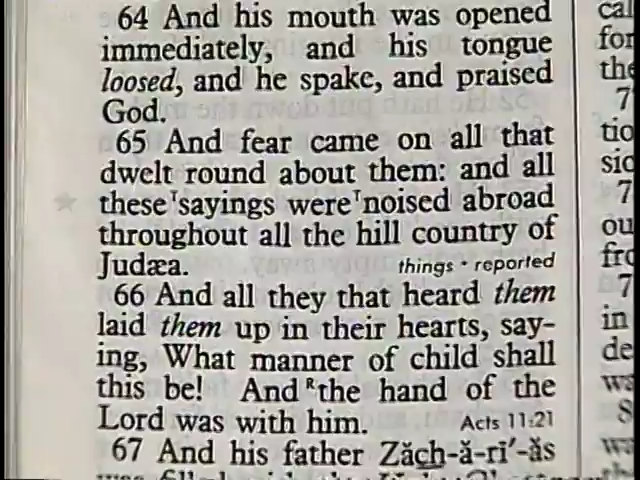 64 And his mouth was opened
immediately, and his tongue
loosed, and he spake, and praised
God.
65 And fear came on all that
dwelt round about them: and all
these ᵀsayings were ᵀnoised abroad
throughout all the hill country of
Judæa. things • reported
66 And all they that heard them
laid them up in their hearts, say-
ing, What manner of child shall
this be! And ᴿthe hand of the
Lord was with him. Acts 11:21
67 And his father Zăch-ă-rī′-ăs